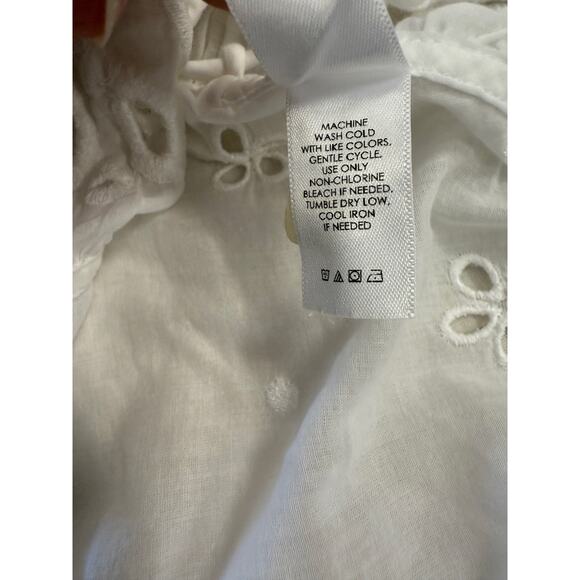 MACHINE
WASH COLD
WITH LIKE COLORS.
GENTLE CYCLE.
USE ONLY
NON-CHLORINE
BLEACH IF NEEDED.
TUMBLE DRY LOW.
COOL IRON
IF NEEDED